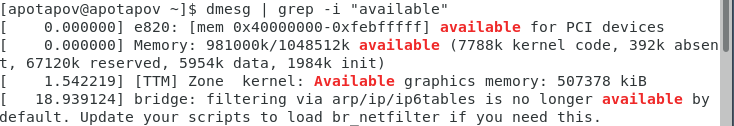 [apotapov@apotapov ~]$ dmesg | grep -i "available"
[    0.000000] e820: [mem 0x40000000-0xfebfffff] available for PCI devices
[    0.000000] Memory: 981000k/1048512k available (7788k kernel code, 392k absen
t, 67120k reserved, 5954k data, 1984k init)
[    1.542219] [TTM] Zone  kernel: Available graphics memory: 507378 kiB
[   18.939124] bridge: filtering via arp/ip/ip6tables is no longer available by
default. Update your scripts to load br_netfilter if you need this.